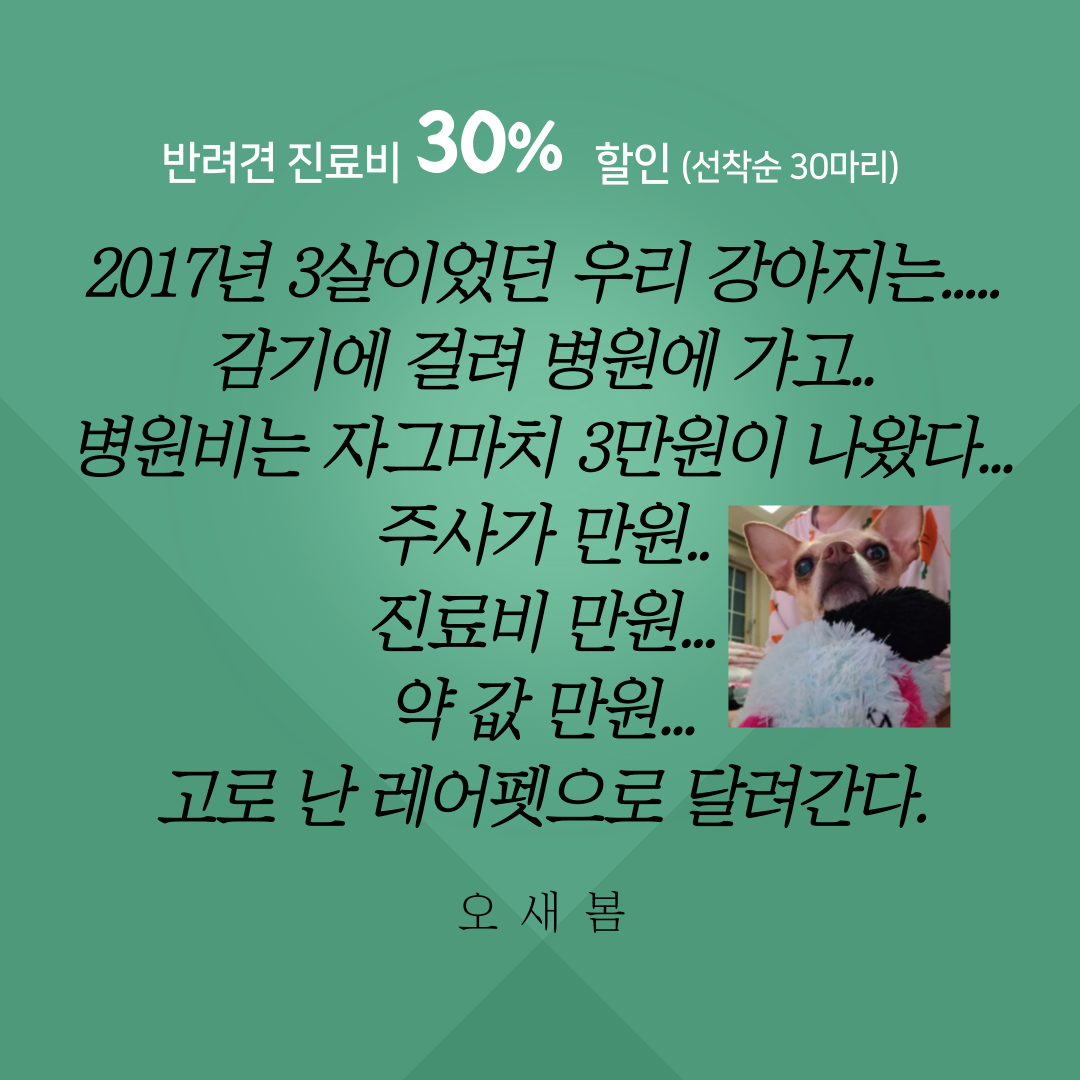 반려견 진료비 30% 할인 (선착순 30마리)
2017년 3살이었던 우리 강아지는.....
감기에 걸려 병원에 가고..
병원비는 자그마치 3만원이 나왔다...
주사가 만원..
진료비 만원...
약 값 만원...
고로 난 레어펫으로 달려간다.
오 새 봄